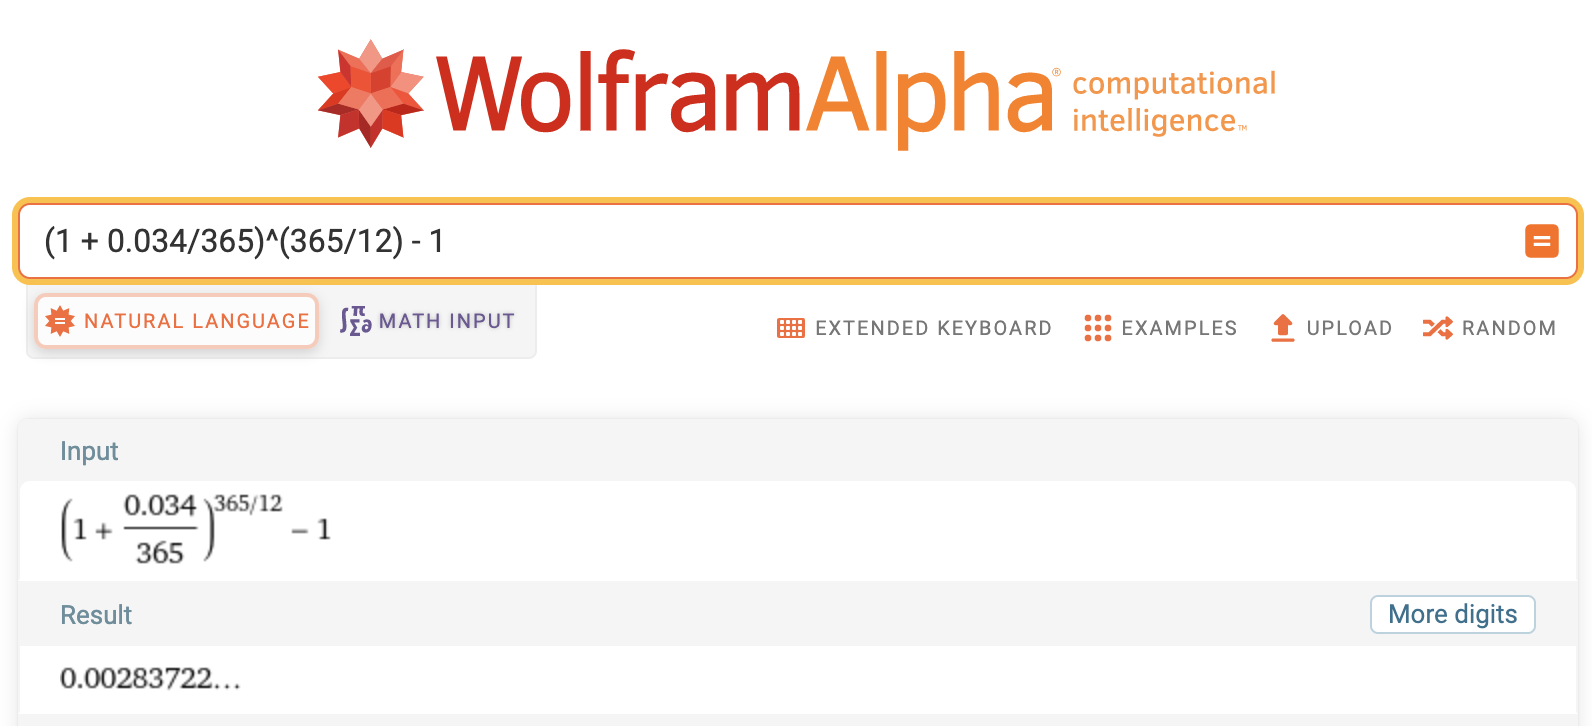 WolframAlpha® computational intelligence™
(1 + 0.034/365)^(365/12) - 1
=
NATURAL LANGUAGE ∫π∑∂ MATH INPUT EXTENDED KEYBOARD EXAMPLES UPLOAD RANDOM
Input
(1 + 0.034/365)^365/12 − 1
Result More digits
0.00283722…